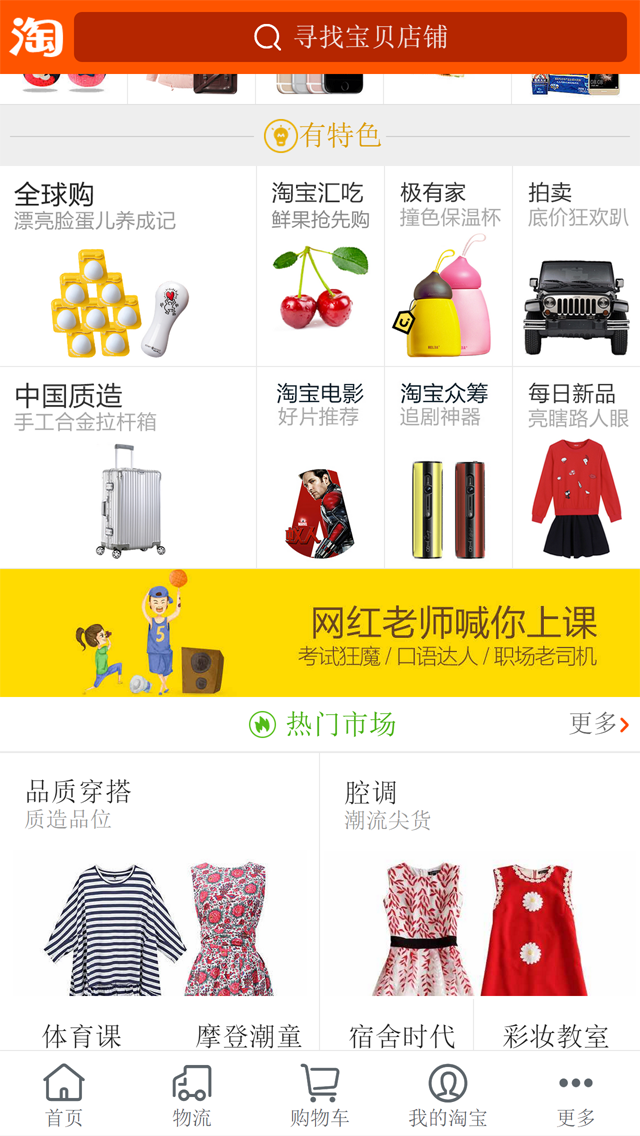 淘
寻找宝贝店铺
有特色
全球购
漂亮脸蛋儿养成记
淘宝汇吃
鲜果抢先购
极有家
撞色保温杯
拍卖
底价狂欢趴
中国质造
手工合金拉杆箱
淘宝电影
好片推荐
淘宝众筹
追剧神器
每日新品
亮瞎路人眼
5
网红老师喊你上课
考试狂魔 / 口语达人 / 职场老司机
热门市场
更多
品质穿搭
质造品位
腔调
潮流尖货
体育课
摩登潮童
宿舍时代
彩妆教室
首页
物流
购物车
我的淘宝
更多